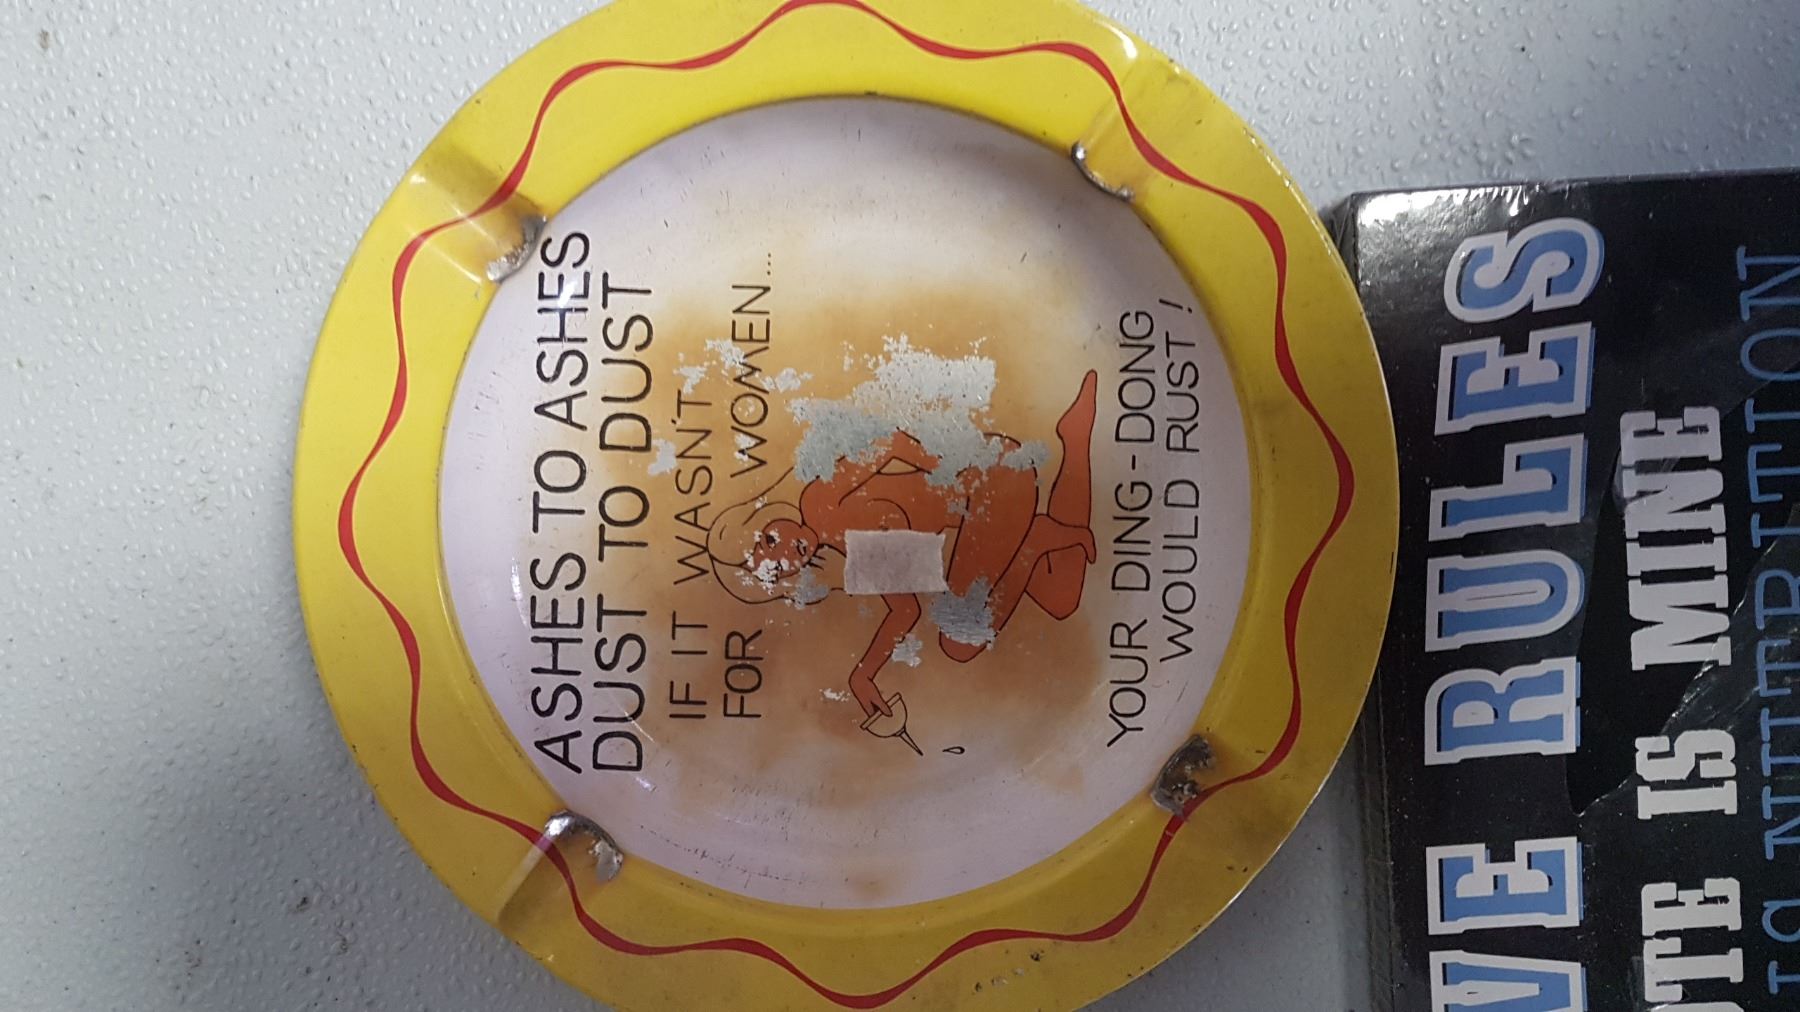 ASHES TO ASHES
DUST TO DUST
IF IT WASN'T
FOR WOMEN...
YOUR DING-DONG
WOULD RUST!
VE RULES
TE IS MINE